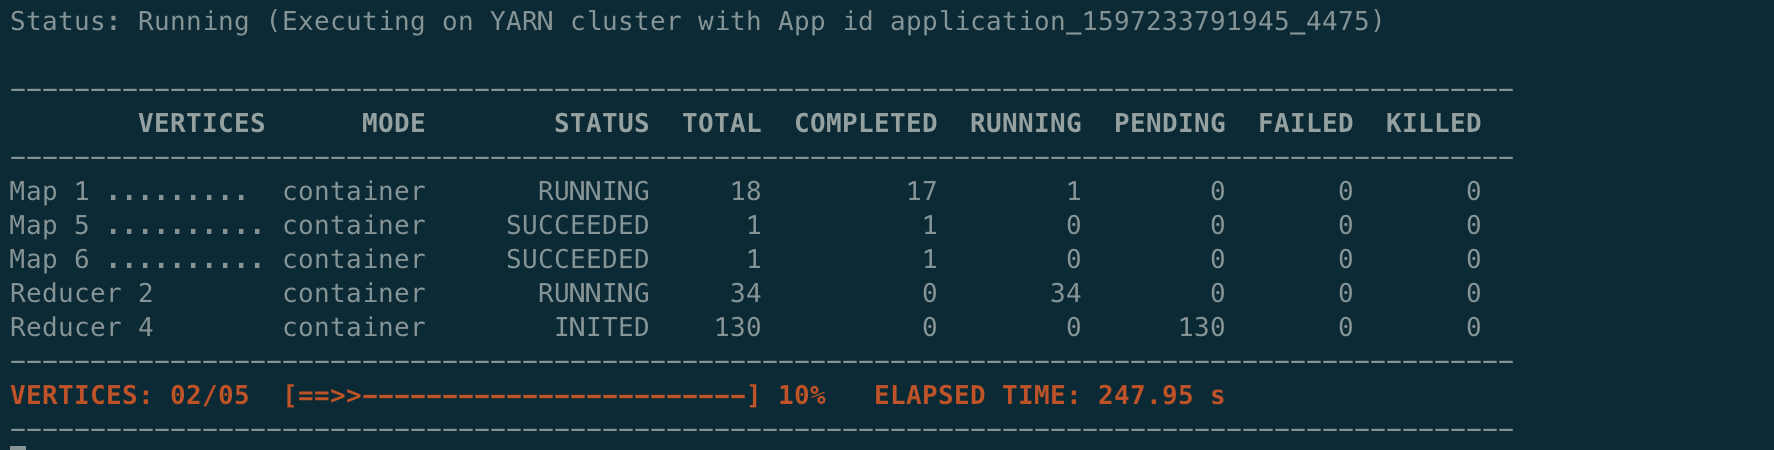 Status: Running (Executing on YARN cluster with App id application_1597233791945_4475)
----------------------------------------------------------------------------------------------
        VERTICES      MODE        STATUS  TOTAL  COMPLETED  RUNNING  PENDING  FAILED  KILLED
----------------------------------------------------------------------------------------------
Map 1 .........  container       RUNNING     18         17        1        0       0       0
Map 5 .......... container     SUCCEEDED      1          1        0        0       0       0
Map 6 .......... container     SUCCEEDED      1          1        0        0       0       0
Reducer 2        container       RUNNING     34          0       34        0       0       0
Reducer 4        container        INITED    130          0        0      130       0       0
----------------------------------------------------------------------------------------------
VERTICES: 02/05  [==>>------------------------] 10%   ELAPSED TIME: 247.95 s
----------------------------------------------------------------------------------------------